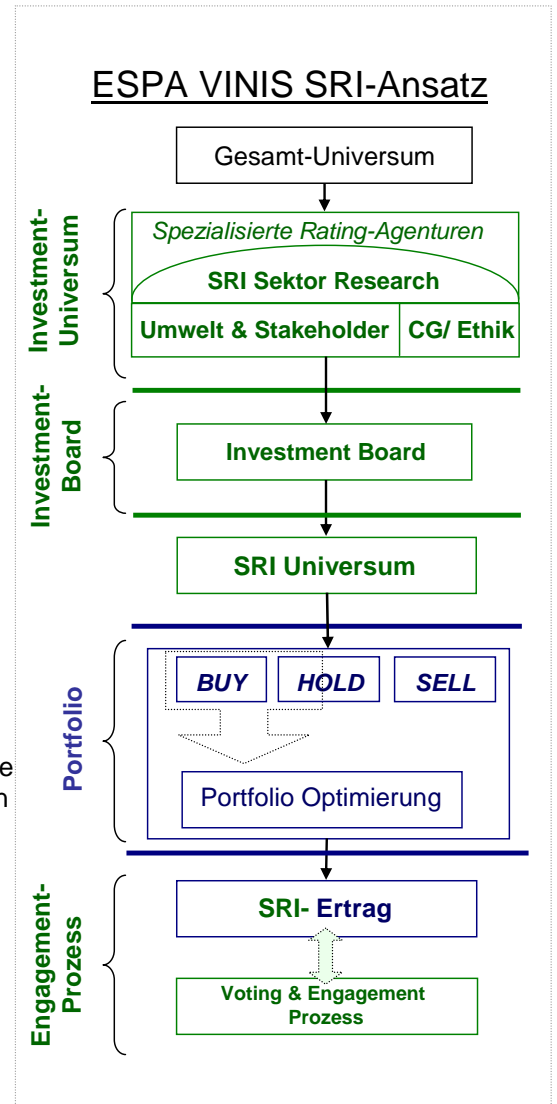 ESPA VINIS SRI-Ansatz
Gesamt-Universum
Investment-
Universum
Spezialisierte Rating-Agenturen
SRI Sektor Research
Umwelt & Stakeholder
CG/ Ethik
Investment-
Board
Investment Board
SRI Universum
Portfolio
BUY
HOLD
SELL
e
n
Portfolio Optimierung
Engagement-
Prozess
SRI- Ertrag
Voting & Engagement
Prozess